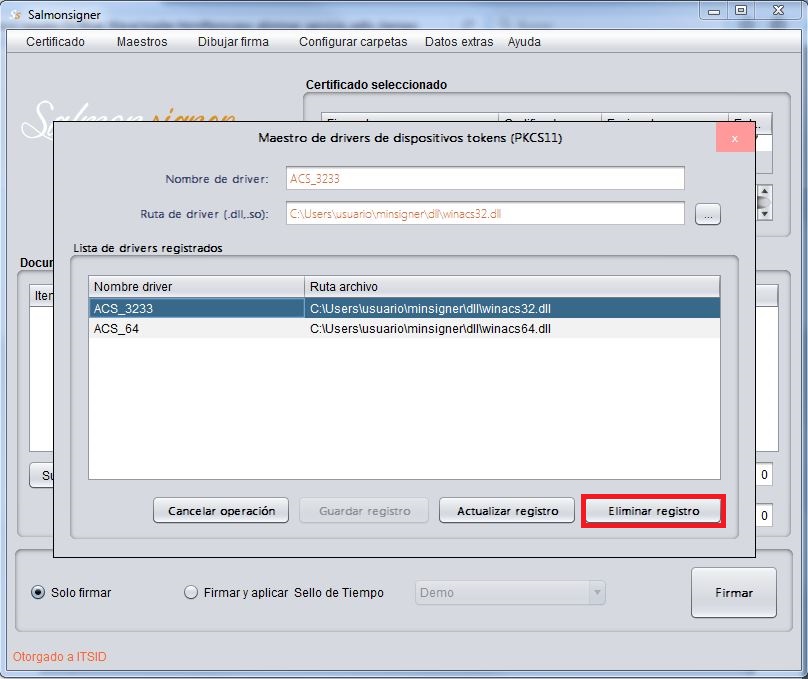 Salmonsigner
Certificado Maestros Dibujar firma Configurar carpetas Datos extras Ayuda
Certificado seleccionado
Maestro de drivers de dispositivos tokens (PKCS11) x
Nombre de driver: ACS_3233
Ruta de driver (.dll,.so): C:\Users\usuario\minsigner\dll\winacs32.dll ...
Lista de drivers registrados
Nombre driver Ruta archivo
ACS_3233 C:\Users\usuario\minsigner\dll\winacs32.dll
ACS_64 C:\Users\usuario\minsigner\dll\winacs64.dll
0
Cancelar operación Guardar registro Actualizar registro Eliminar registro
0
Solo firmar Firmar y aplicar Sello de Tiempo Demo Firmar
Otorgado a ITSID